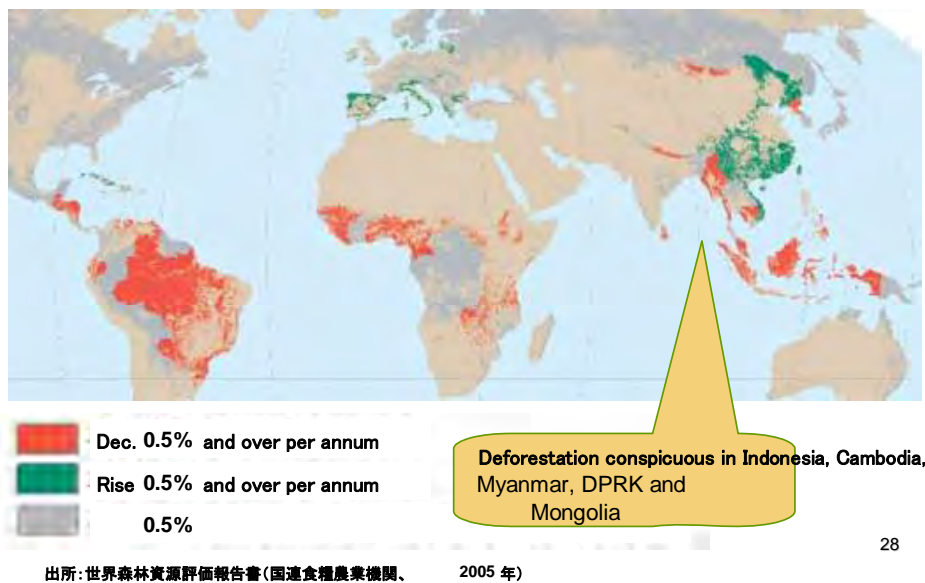 Dec. 0.5% and over per annum
Rise 0.5% and over per annum
0.5%
Deforestation conspicuous in Indonesia, Cambodia,
Myanmar, DPRK and
Mongolia
28
出所：世界森林資源評価報告書（国連食糧農業機関、 2005 年）